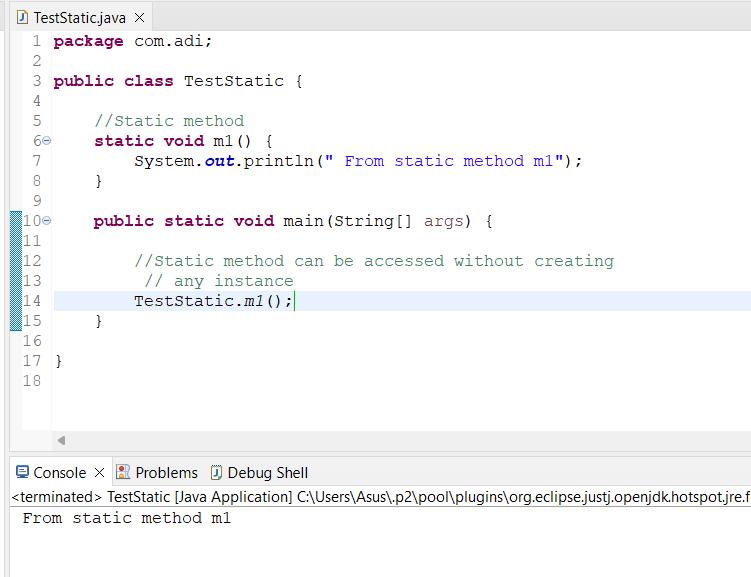 TestStatic.java
1 package com.adi;
2
3 public class TestStatic {
4
5     //Static method
6     static void m1() {
7         System.out.println(" From static method m1");
8     }
9
10     public static void main(String[] args) {
11
12         //Static method can be accessed without creating
13          // any instance
14         TestStatic.m1();
15     }
16
17 }
18
Console Problems Debug Shell
<terminated> TestStatic [Java Application] C:\Users\Asus\.p2\pool\plugins\org.eclipse.justj.openjdk.hotspot.jre.f
 From static method m1